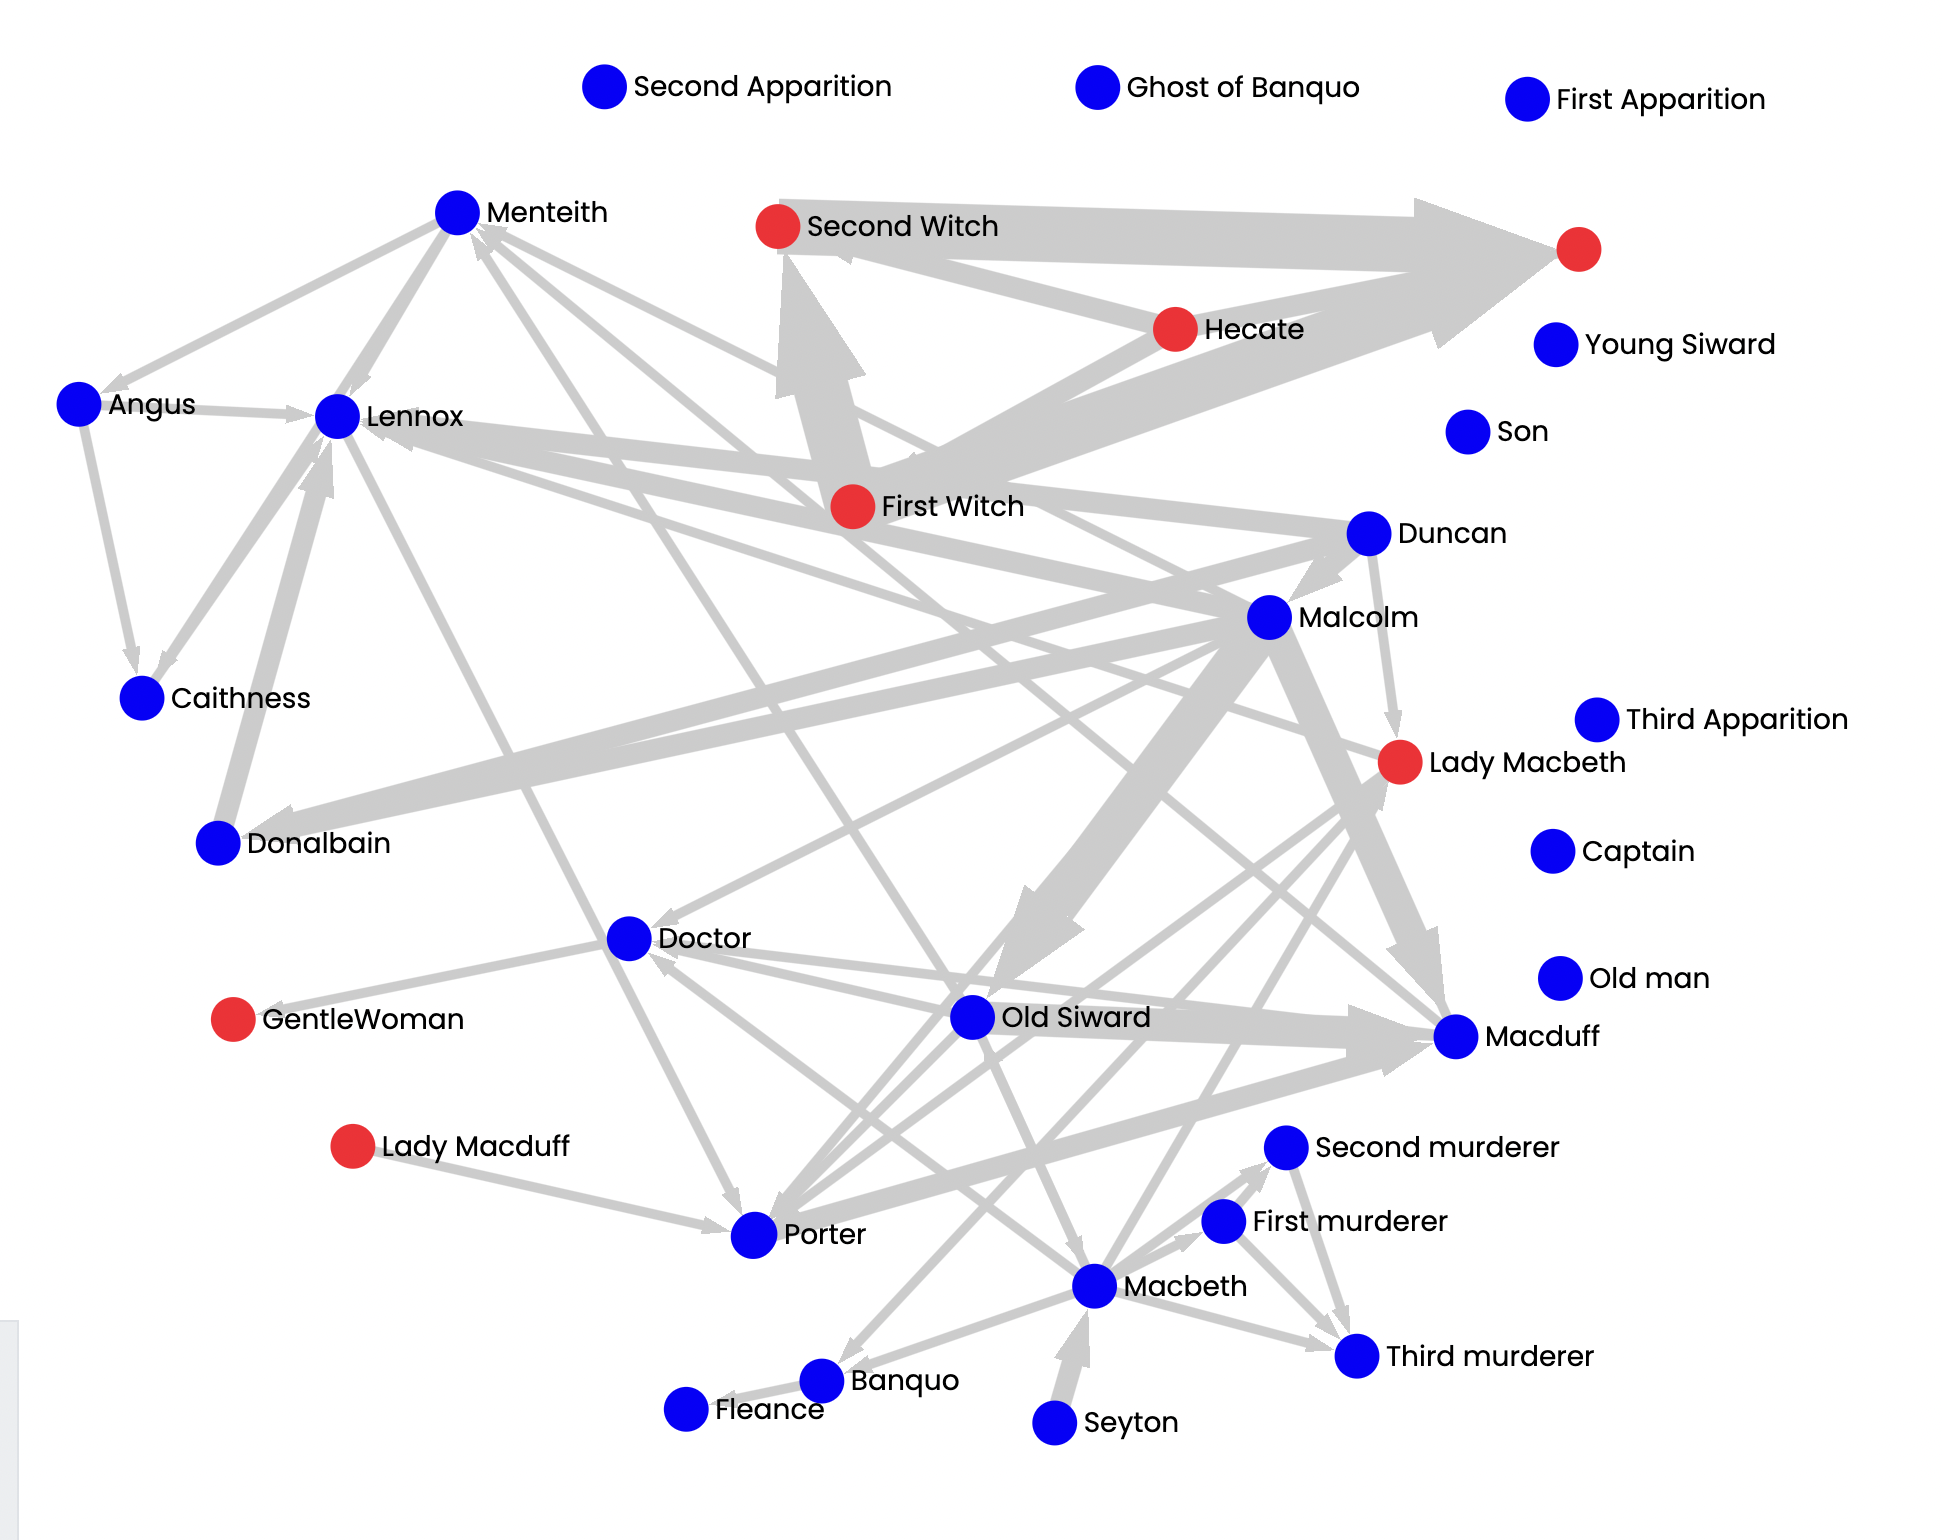 Second Apparition
Ghost of Banquo
First Apparition
Menteith
Second Witch
Hecate
Young Siward
Angus
Lennox
Son
First Witch
Duncan
Malcolm
Caithness
Third Apparition
Lady Macbeth
Donalbain
Captain
Doctor
Old man
GentleWoman
Old Siward
Macduff
Lady Macduff
Second murderer
Porter
First murderer
Macbeth
Third murderer
Banquo
Fleance
Seyton